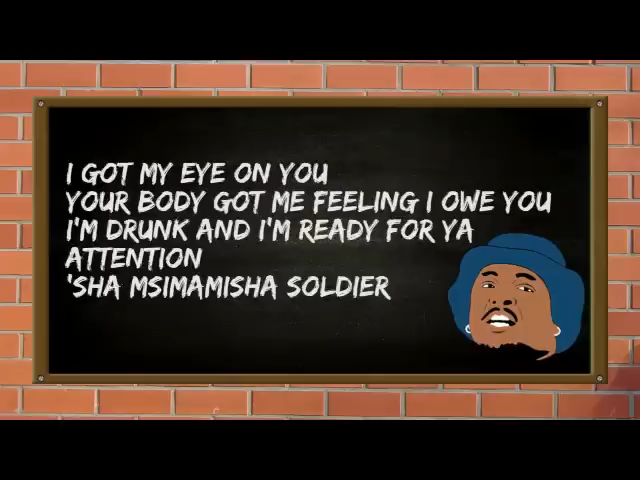 I GOT MY EYE ON YOU
YOUR BODY GOT ME FEELING I OWE YOU
I'M DRUNK AND I'M READY FOR YA
ATTENTION
'SHA MSIMAMISHA SOLDIER